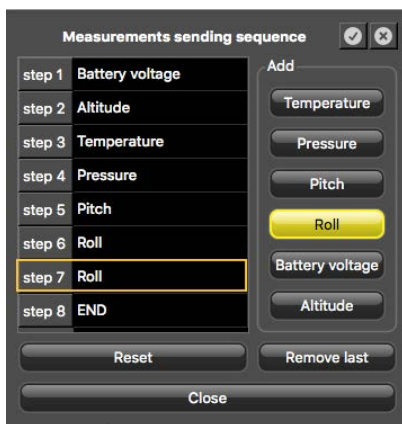 Measurements sending sequence
step 1 Battery voltage
step 2 Altitude
step 3 Temperature
step 4 Pressure
step 5 Pitch
step 6 Roll
step 7 Roll
step 8 END
Add
Temperature
Pressure
Pitch
Roll
Battery voltage
Altitude
Reset
Remove last
Close